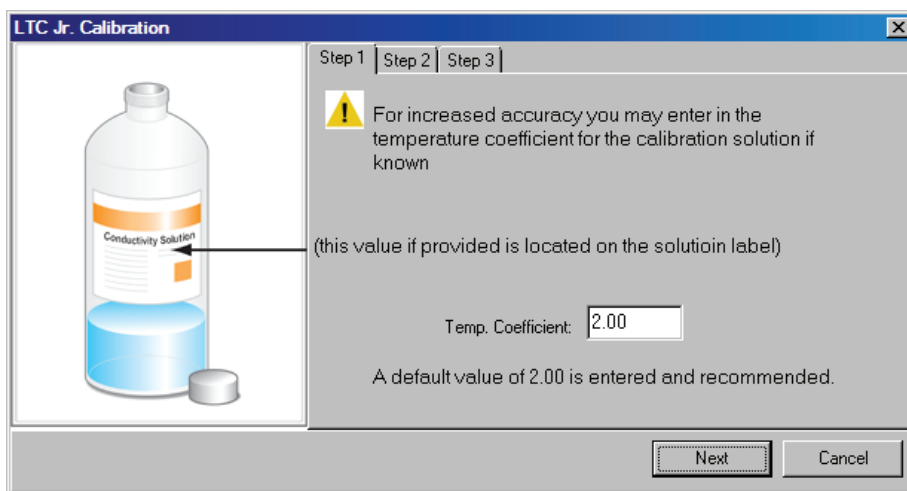 LTC Jr. Calibration
Step 1
Step 2
Step 3
For increased accuracy you may enter in the
temperature coefficient for the calibration solution if
known
Conductivity Solution
(this value if provided is located on the solutioin label)
Temp. Coefficient:
2.00
A default value of 2.00 is entered and recommended.
Next
Cancel